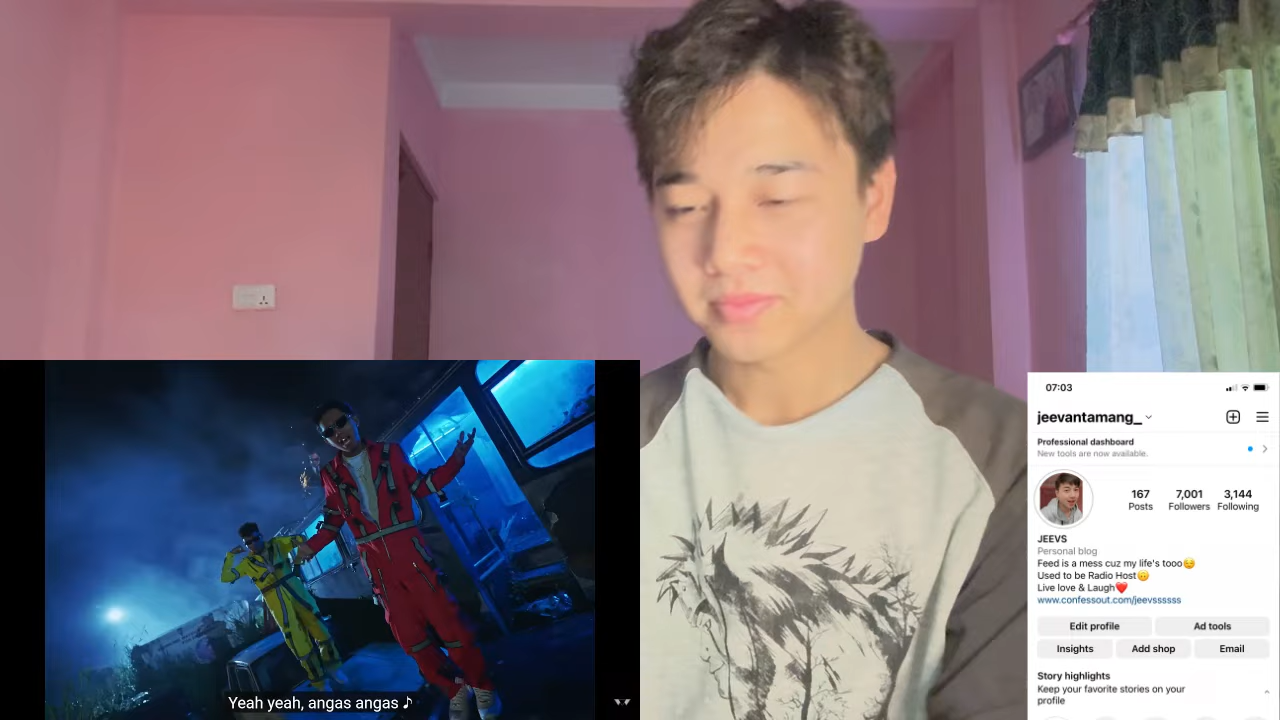 Yeah yeah, angas angas ♪
07:03
jeevantamang_
Professional dashboard
New tools are now available.
167 7,001 3,144
Posts Followers Following
JEEVS
Personal blog
Feed is a mess cuz my life's tooo😏
Used to be Radio Host🙃
Live love & Laugh❤️
www.confessout.com/jeevssssss
Edit profile Ad tools
Insights Add shop Email
Story highlights
Keep your favorite stories on your
profile